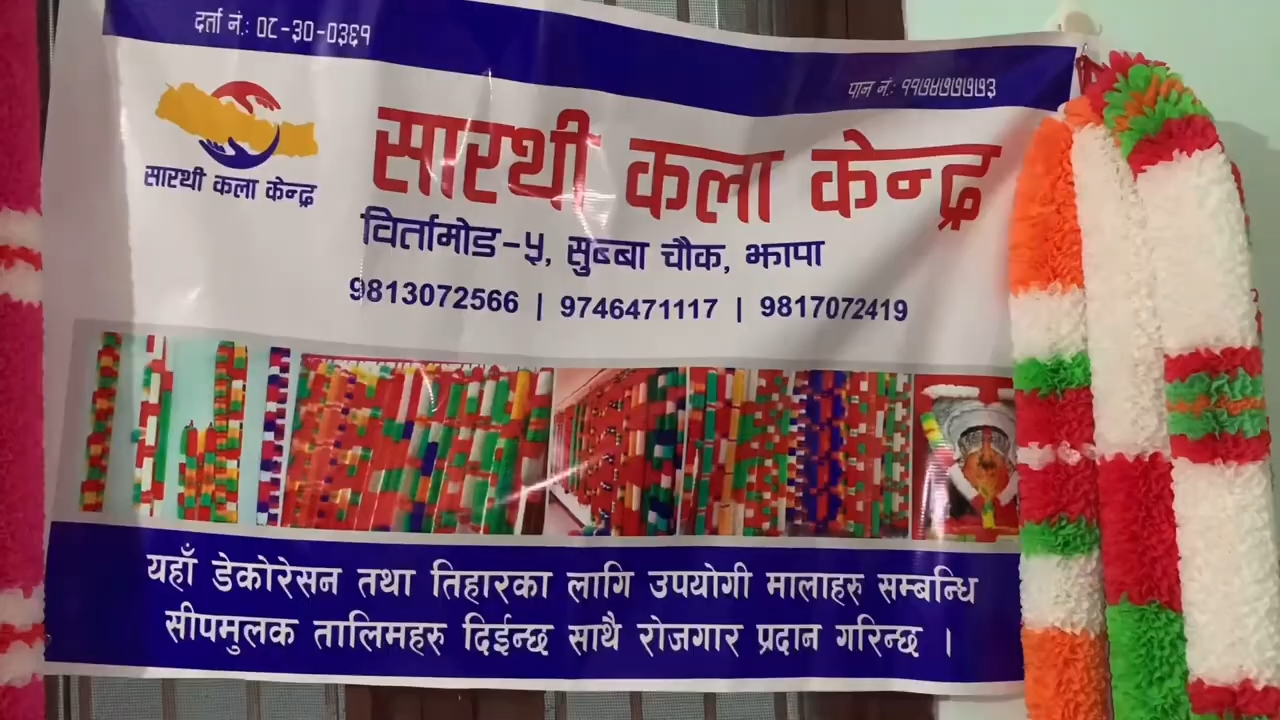 दर्ता नं.: ०८-३०-०३६१
पान नं.: ११७४७७७७३
सारथी कला केन्द्र
सारथी कला केन्द्र
विर्तामोड-५, सुब्बा चौक, झापा
9813072566 | 9746471117 | 9817072419
यहाँ डेकोरेसन तथा तिहारका लागि उपयोगी मालाहरु सम्बन्धि
सीपमुलक तालिमहरु दिईन्छ साथै रोजगार प्रदान गरिन्छ ।